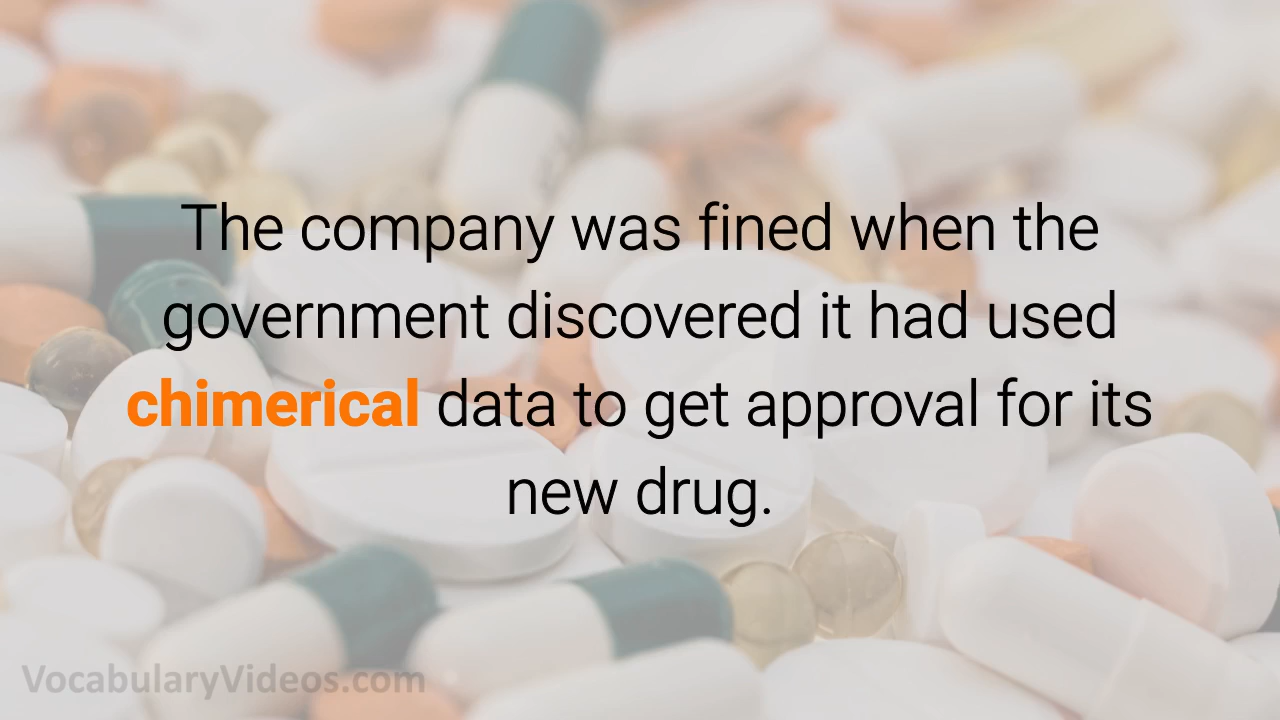 The company was fined when the
government discovered it had used
chimerical data to get approval for its
new drug.
VocabularyVideos.com